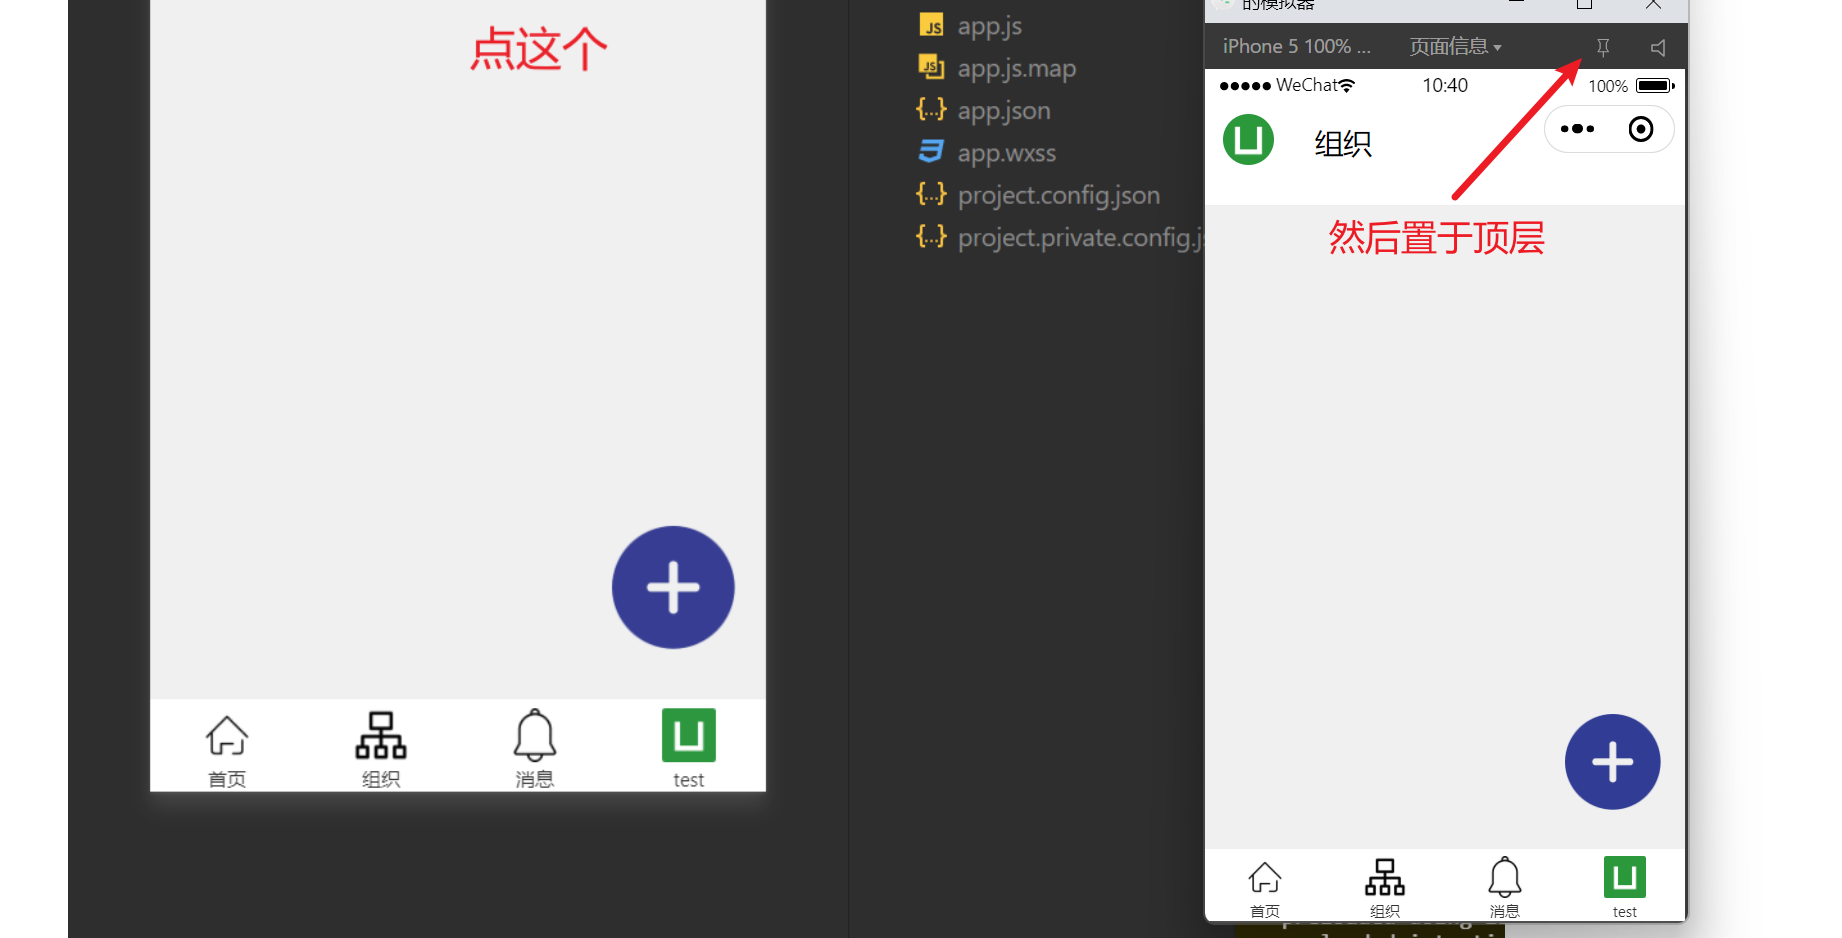 点这个
首页
组织
消息
test
app.js
app.js.map
app.json
app.wxss
project.config.json
project.private.config.js
的模拟器
iPhone 5 100% ...
页面信息
WeChat
10:40
100%
组织
然后置于顶层
首页
组织
消息
test